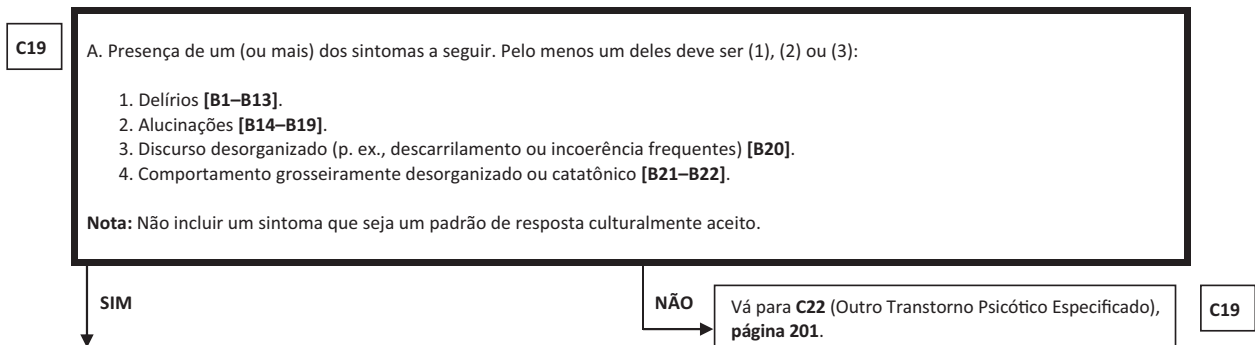 C19
A. Presença de um (ou mais) dos sintomas a seguir. Pelo menos um deles deve ser (1), (2) ou (3):
1. Delírios [B1–B13].
2. Alucinações [B14–B19].
3. Discurso desorganizado (p. ex., descarrilamento ou incoerência frequentes) [B20].
4. Comportamento grosseiramente desorganizado ou catatônico [B21–B22].
Nota: Não incluir um sintoma que seja um padrão de resposta culturalmente aceito.
SIM
NÃO
Vá para C22 (Outro Transtorno Psicótico Especificado),
página 201.
C19